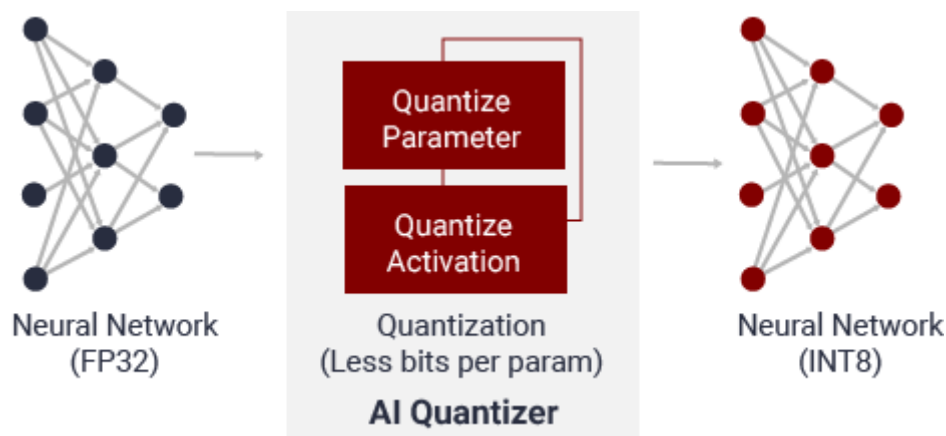 Quantize
Parameter
Quantize
Activation
Neural Network
(FP32)
Quantization
(Less bits per param)
AI Quantizer
Neural Network
(INT8)